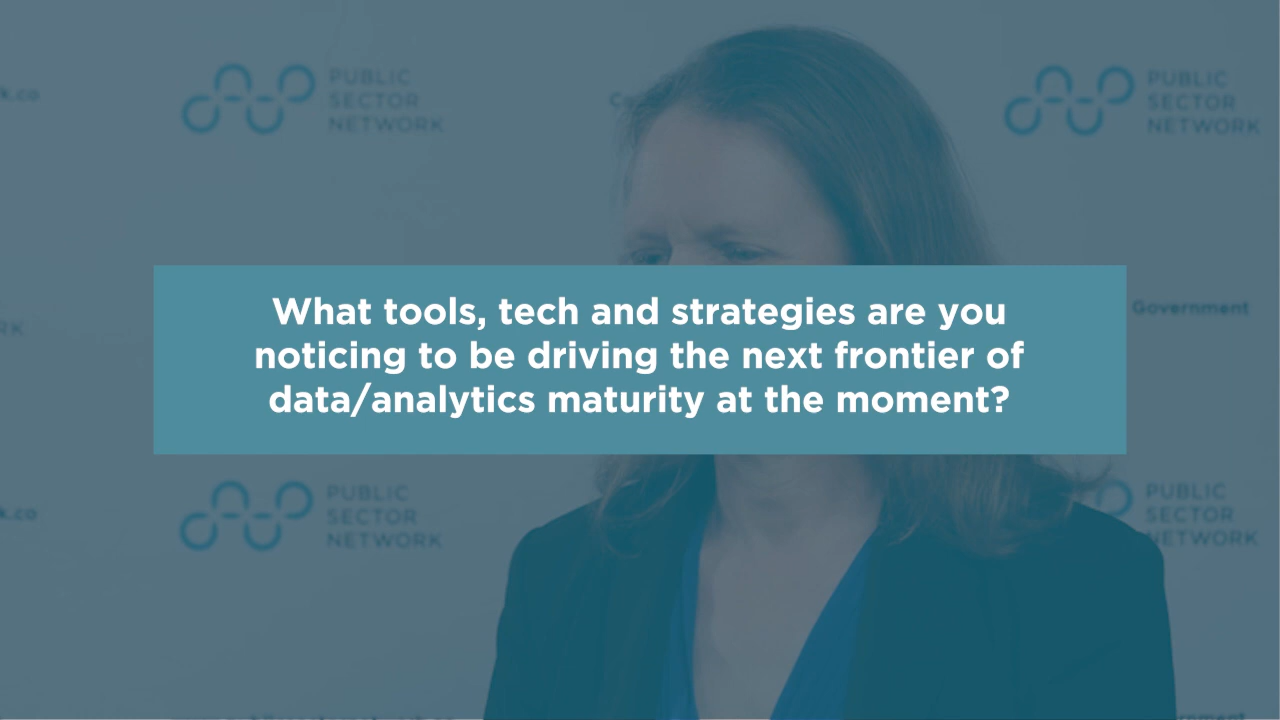 PUBLIC
SECTOR
NETWORK
PUBLIC
SECTOR
NETWORK
What tools, tech and strategies are you
noticing to be driving the next frontier of
data/analytics maturity at the moment?
Government
PUBLIC
SECTOR
NETWORK
PUBLIC
SECTOR
NETWORK